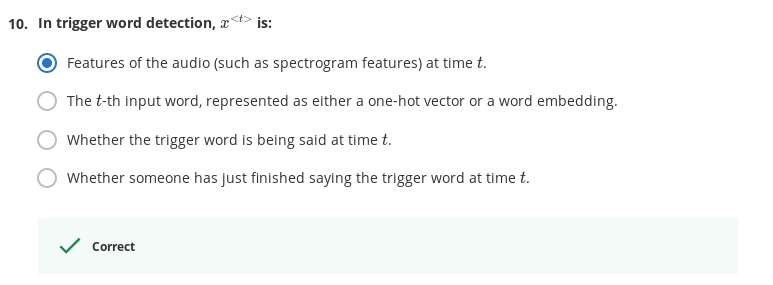 10. In trigger word detection, x<t> is:
Features of the audio (such as spectrogram features) at time t.
The t-th input word, represented as either a one-hot vector or a word embedding.
Whether the trigger word is being said at time t.
Whether someone has just finished saying the trigger word at time t.
Correct